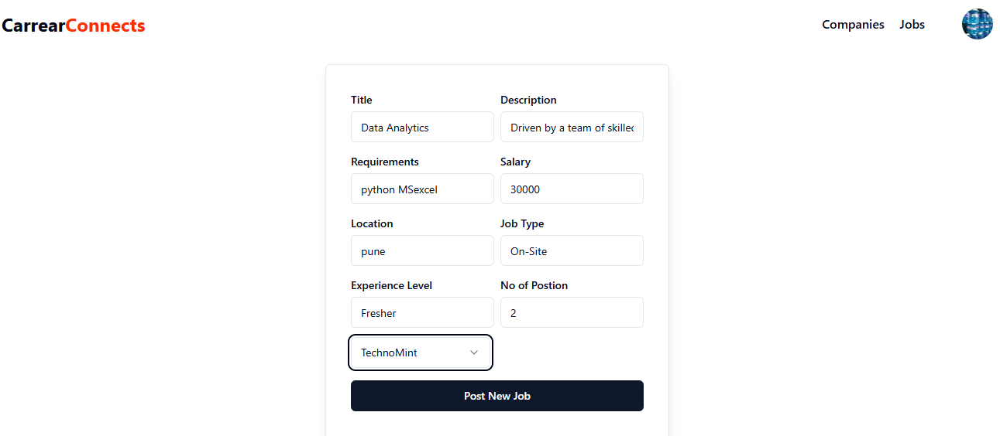 CarrearConnects
Companies Jobs
Title Description
Data Analytics Driven by a team of skilled
Requirements Salary
python MSexcel 30000
Location Job Type
pune On-Site
Experience Level No of Postion
Fresher 2
TechnoMint
Post New Job